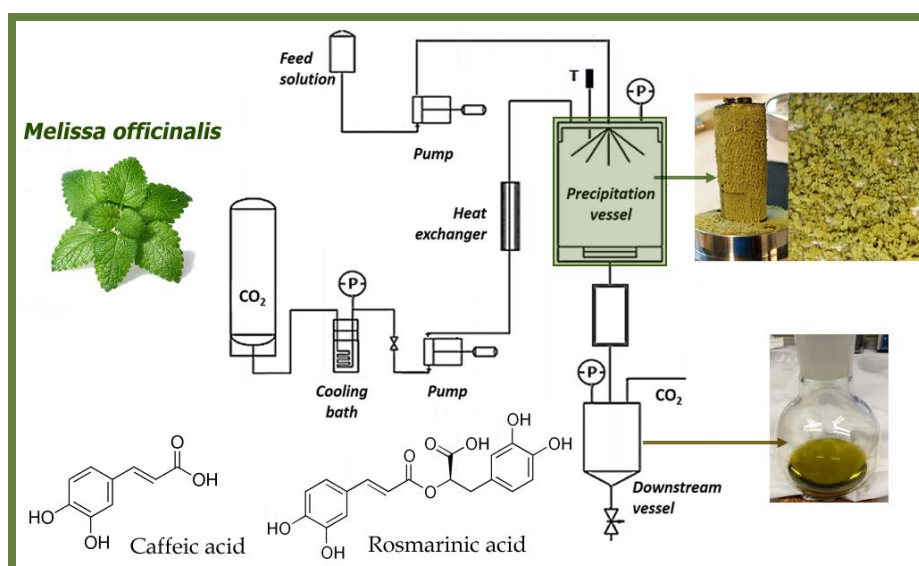 Feed
solution
Pump
T
P
Melissa officinalis
Precipitation
vessel
Heat
exchanger
CO₂
P
Cooling
bath
Pump
P
CO₂
Downstream
vessel
O
OH
HO
OH
Caffeic acid
O
OH
OH
OH
O
O
HO
OH
Rosmarinic acid